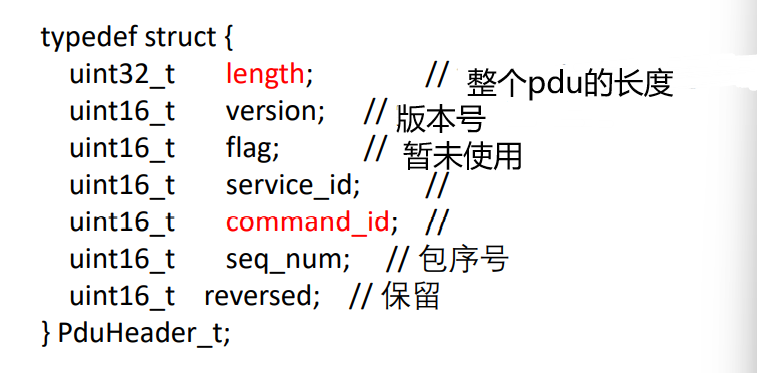 typedef struct {
uint32_t length; // 整个pdu的长度
uint16_t version; // 版本号
uint16_t flag; // 暂未使用
uint16_t service_id; //
uint16_t command_id; //
uint16_t seq_num; // 包序号
uint16_t reversed; // 保留
} PduHeader_t;